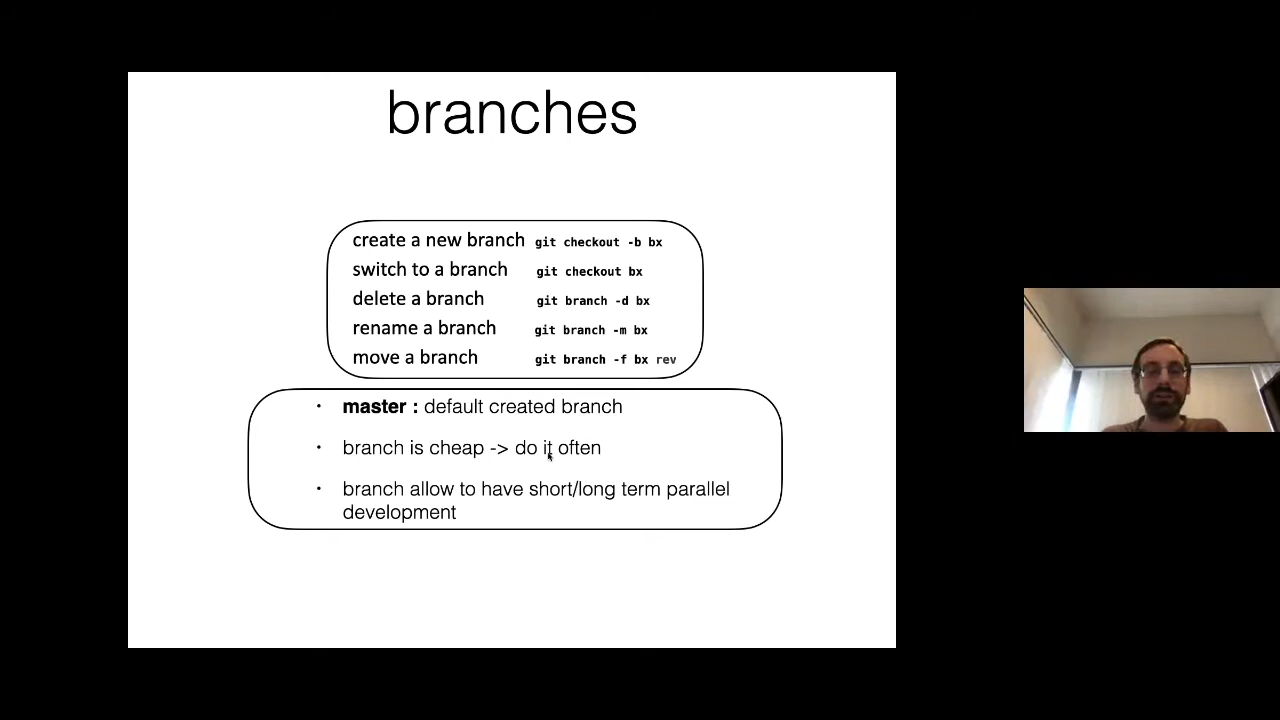 branches
create a new branch git checkout -b bx
switch to a branch git checkout bx
delete a branch git branch -d bx
rename a branch git branch -m bx
move a branch git branch -f bx rev
· master : default created branch
· branch is cheap -> do it often
· branch allow to have short/long term parallel
development